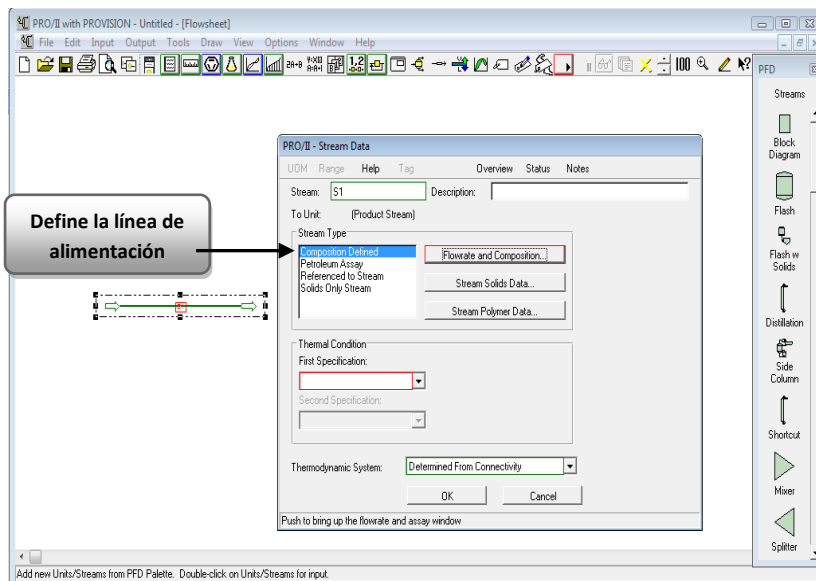 PRO/II with PROVISION - Untitled - [Flowsheet]
File Edit Input Output Tools Draw View Options Window Help
PFD
Streams
Block
Diagram
Flash
Flash w
Solids
Distillation
Side
Column
Shortcut
Mixer
Splitter
Define la línea de
alimentación
S1
PRO/II - Stream Data
UOM Range Help Tag Overview Status Notes
Stream: S1 Description:
To Unit: (Product Stream)
Stream Type
Composition Defined
Petroleum Assay
Referenced to Stream
Solids Only Stream
Flowrate and Composition...
Stream Solids Data...
Stream Polymer Data...
Thermal Condition
First Specification:
Second Specification:
Thermodynamic System: Determined From Connectivity
OK Cancel
Push to bring up the flowrate and assay window
Add new Units/Streams from PFD Palette. Double-click on Units/Streams for input.